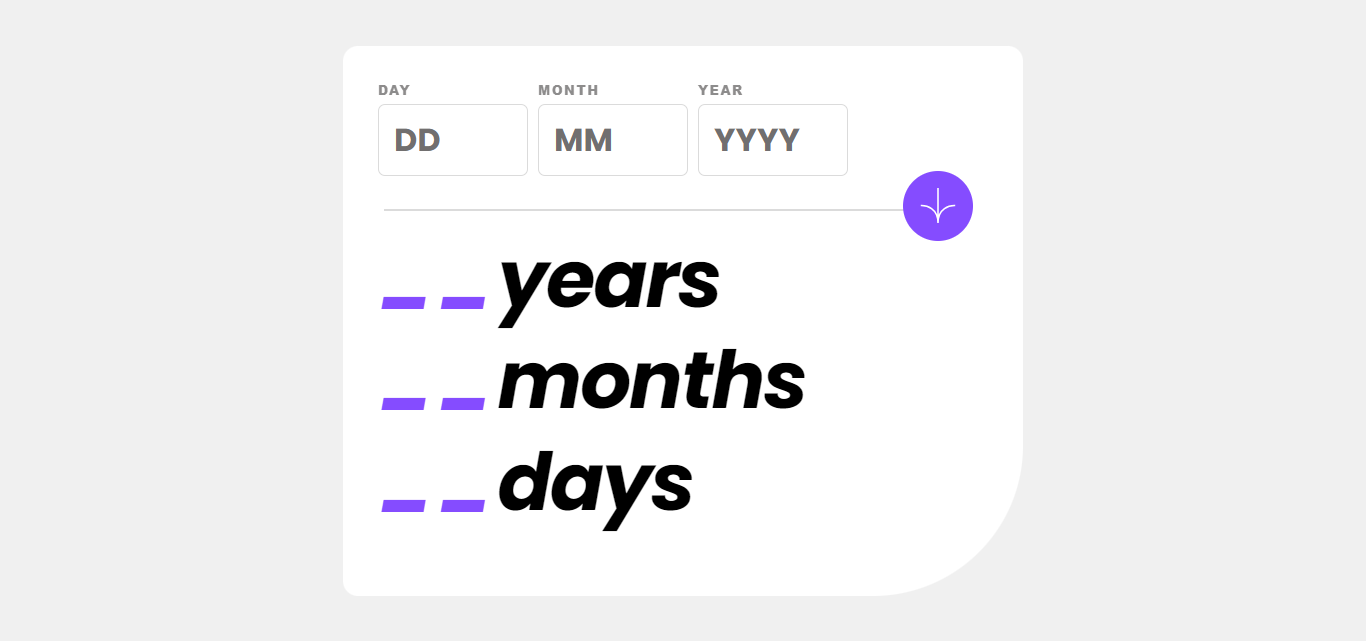 DAY MONTH YEAR
DD MM YYYY
_ _ years
_ _ months
_ _ days